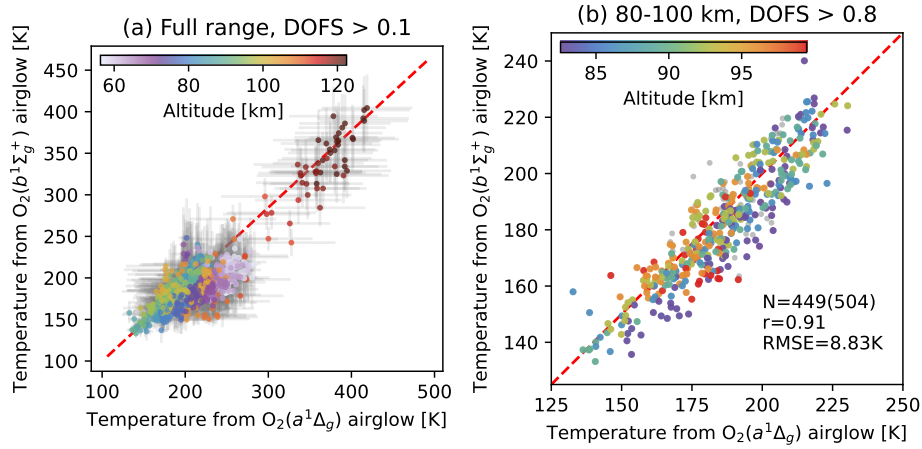 (a) Full range, DOFS > 0.1
Temperature from O₂(b¹Σg⁺) airglow [K]
450
400
350
300
250
200
150
100
60 80 100 120
Altitude [km]
100 200 300 400 500
Temperature from O₂(a¹Δg) airglow [K]
(b) 80-100 km, DOFS > 0.8
Temperature from O₂(b¹Σg⁺) airglow [K]
240
220
200
180
160
140
85 90 95
Altitude [km]
N=449(504)
r=0.91
RMSE=8.83K
125 150 175 200 225 250
Temperature from O₂(a¹Δg) airglow [K]